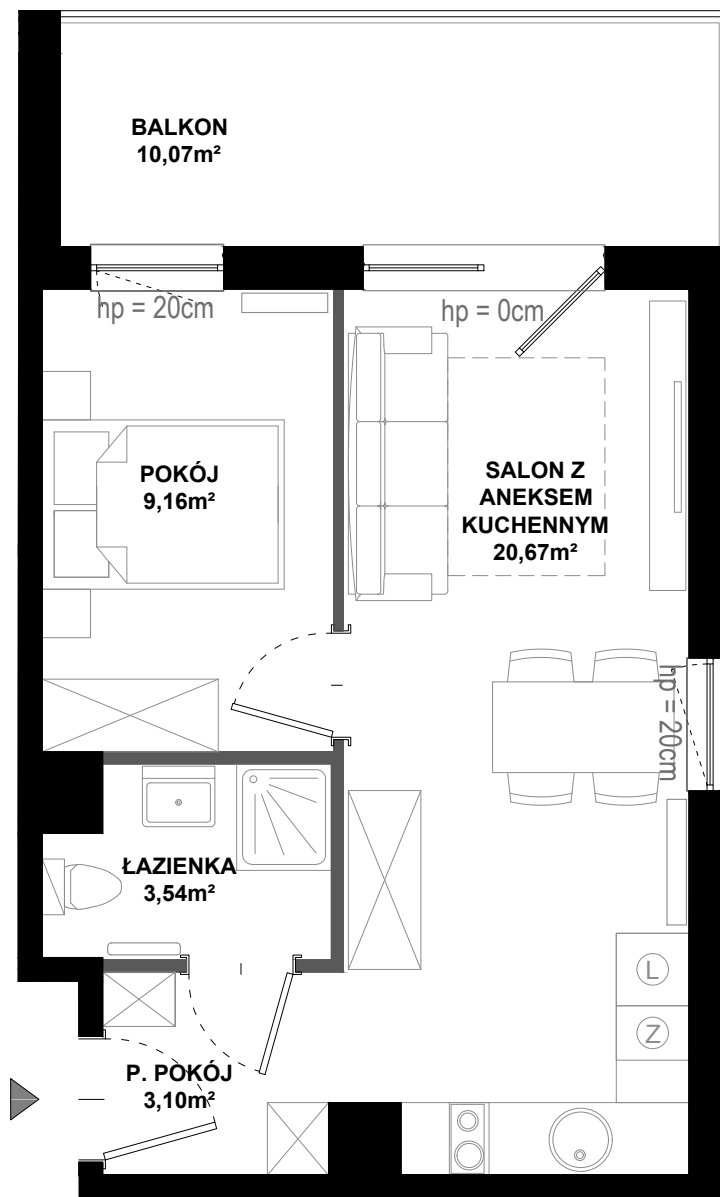 BALKON
10,07m²
hp = 20cm
hp = 0cm
POKÓJ
9,16m²
SALON Z
ANEKSEM
KUCHENNYM
20,67m²
hp = 20cm
ŁAZIENKA
3,54m²
L
Z
P. POKÓJ
3,10m²